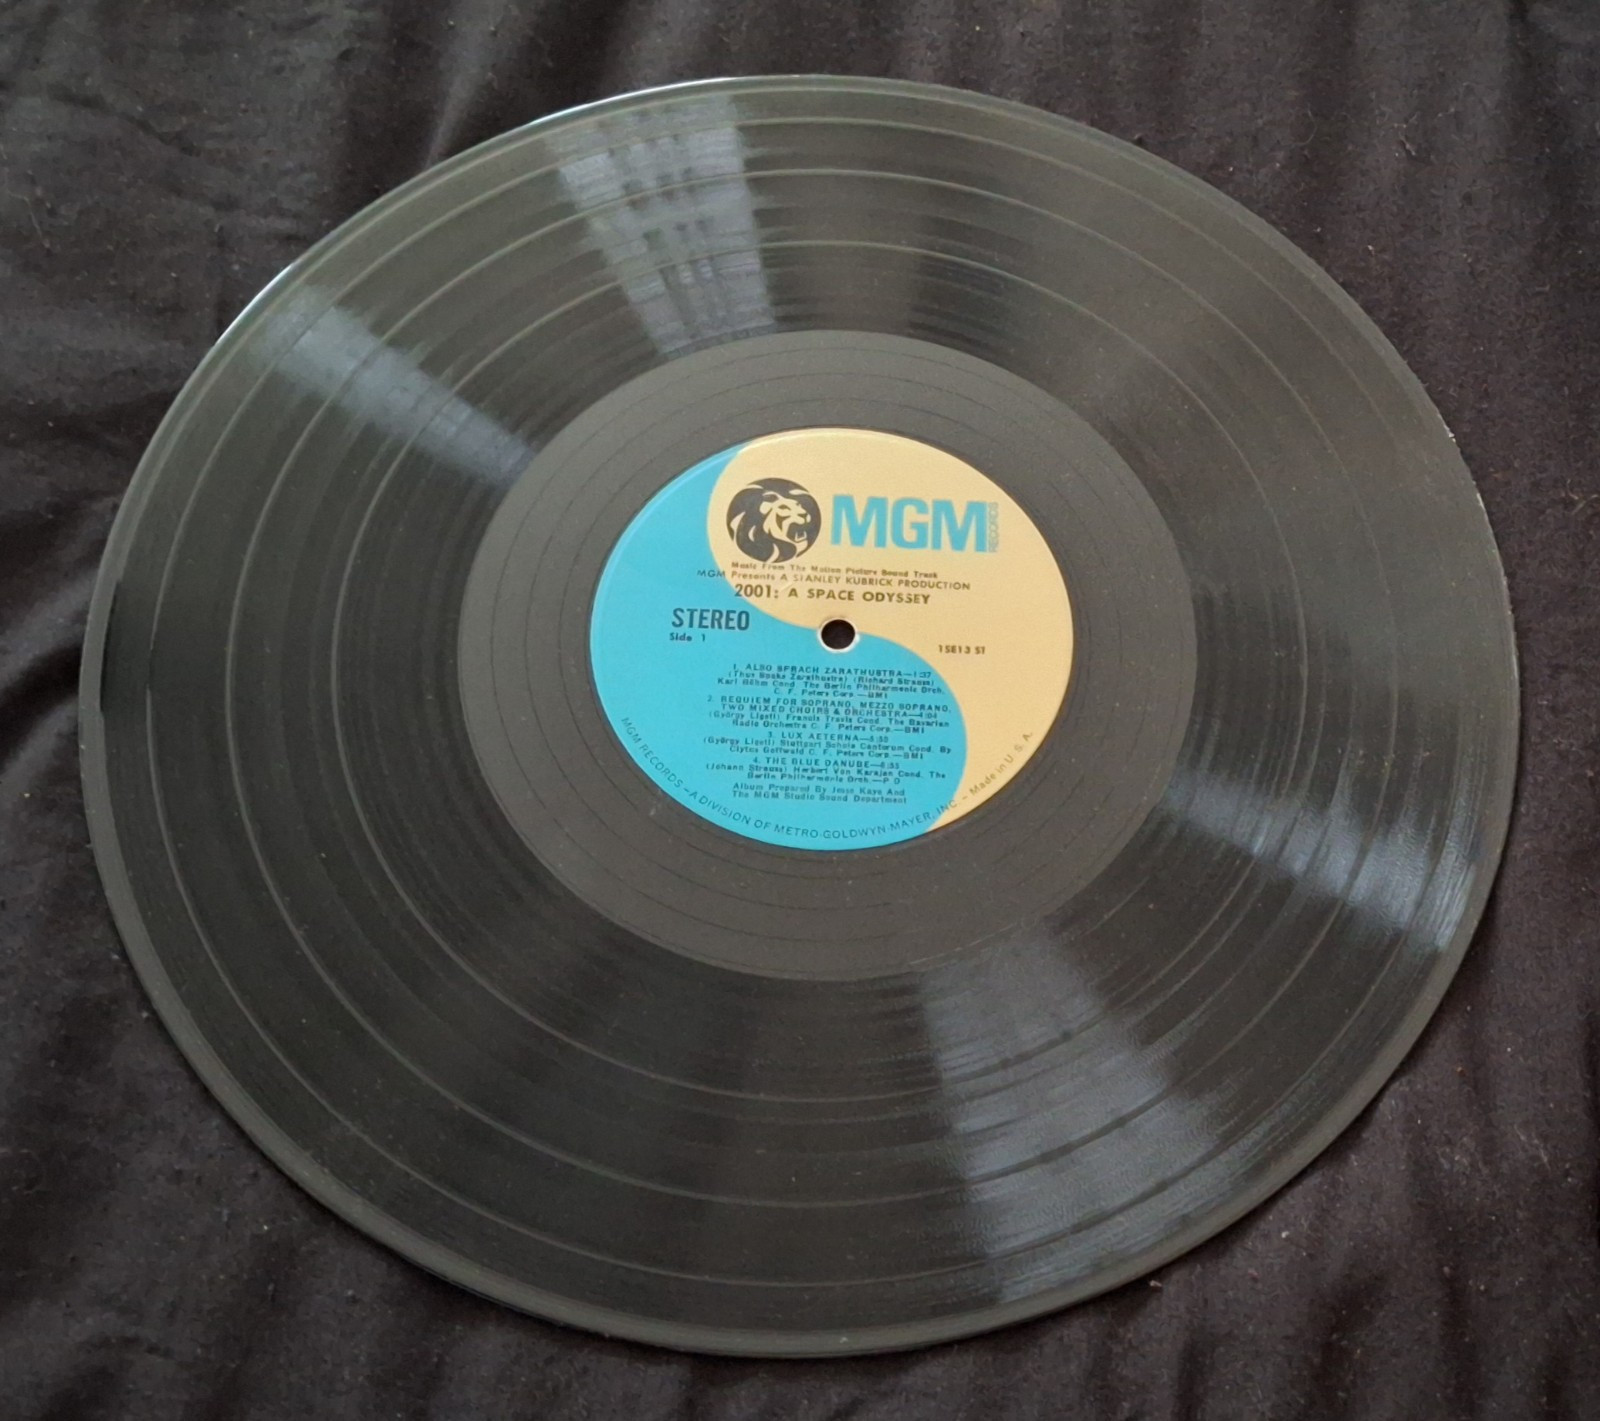 MGM
RECORDS
Music From The Motion Picture Sound Track
MGM Presents A STANLEY KUBRICK PRODUCTION
2001: A SPACE ODYSSEY
STEREO
Side 1
1SE13 ST
1. ALSO SPRACH ZARATHUSTRA—1:37
(Thus Spake Zarathustra) (Richard Strauss)
Karl Böhm Cond. The Berlin Philharmonic Orch.
C. F. Peters Corp.—BMI
2. REQUIEM FOR SOPRANO, MEZZO SOPRANO,
TWO MIXED CHOIRS & ORCHESTRA—4:04
(György Ligeti) Francis Travis Cond. The Bavarian
Radio Orchestra C. F. Peters Corp.—BMI
3. LUX AETERNA—5:55
(György Ligeti) Stuttgart Schola Cantorum Cond. By
Clytus Gottwald C. F. Peters Corp.—BMI
4. THE BLUE DANUBE—
(Johann Strauss) Herbert Von Karajan Cond. The
Berlin Philharmonic Orch.—P.D.
Album Prepared By Jesse Kaye And
The MGM Studio Sound Department
MGM RECORDS – A DIVISION OF METRO-GOLDWYN-MAYER, INC. – Made in U.S.A.